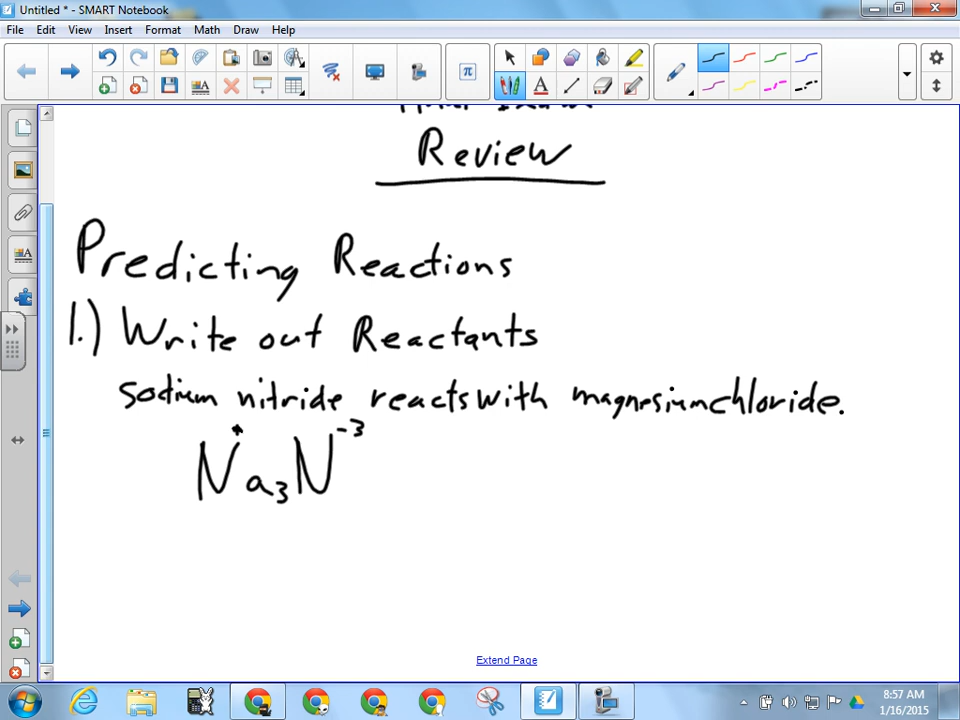 Untitled * - SMART Notebook
File Edit View Insert Format Math Draw Help
Review
Predicting Reactions
1.) Write out Reactants
sodium nitride reacts with magnesium chloride.
Na₃N⁻³
Extend Page
8:57 AM
1/16/2015